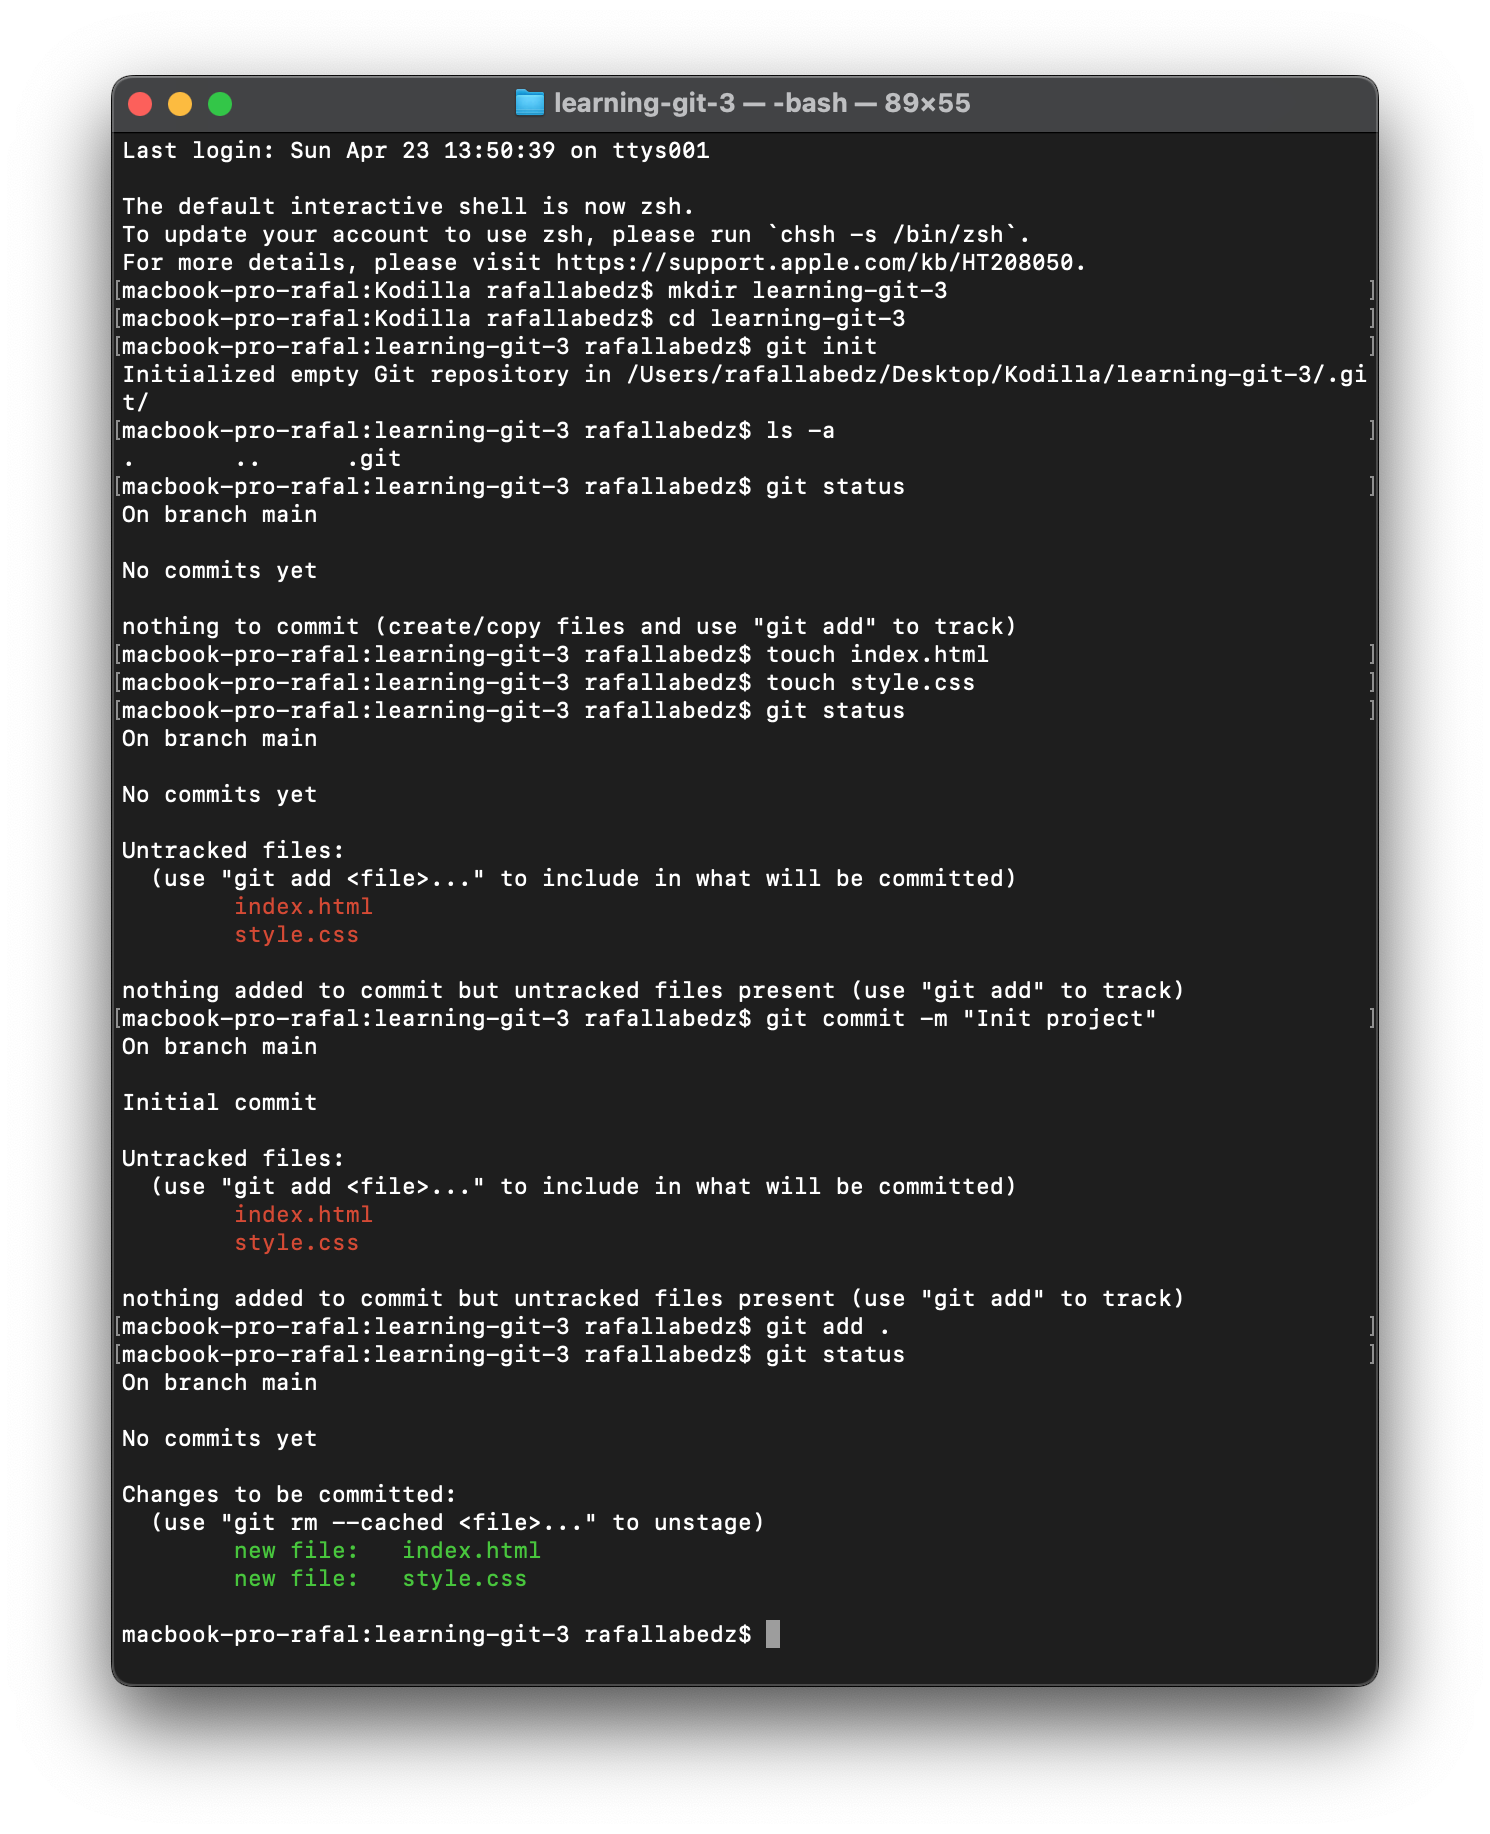 learning-git-3 — -bash — 89×55
Last login: Sun Apr 23 13:50:39 on ttys001
The default interactive shell is now zsh.
To update your account to use zsh, please run `chsh -s /bin/zsh`.
For more details, please visit https://support.apple.com/kb/HT208050.
[macbook-pro-rafal:Kodilla rafallabedz$ mkdir learning-git-3 ]
[macbook-pro-rafal:Kodilla rafallabedz$ cd learning-git-3 ]
[macbook-pro-rafal:learning-git-3 rafallabedz$ git init ]
Initialized empty Git repository in /Users/rafallabedz/Desktop/Kodilla/learning-git-3/.gi
t/
[macbook-pro-rafal:learning-git-3 rafallabedz$ ls -a ]
. .. .git
[macbook-pro-rafal:learning-git-3 rafallabedz$ git status ]
On branch main
No commits yet
nothing to commit (create/copy files and use "git add" to track)
[macbook-pro-rafal:learning-git-3 rafallabedz$ touch index.html ]
[macbook-pro-rafal:learning-git-3 rafallabedz$ touch style.css ]
[macbook-pro-rafal:learning-git-3 rafallabedz$ git status ]
On branch main
No commits yet
Untracked files:
  (use "git add <file>..." to include in what will be committed)
        index.html
        style.css
nothing added to commit but untracked files present (use "git add" to track)
[macbook-pro-rafal:learning-git-3 rafallabedz$ git commit -m "Init project" ]
On branch main
Initial commit
Untracked files:
  (use "git add <file>..." to include in what will be committed)
        index.html
        style.css
nothing added to commit but untracked files present (use "git add" to track)
[macbook-pro-rafal:learning-git-3 rafallabedz$ git add . ]
[macbook-pro-rafal:learning-git-3 rafallabedz$ git status ]
On branch main
No commits yet
Changes to be committed:
  (use "git rm --cached <file>..." to unstage)
        new file:   index.html
        new file:   style.css
macbook-pro-rafal:learning-git-3 rafallabedz$